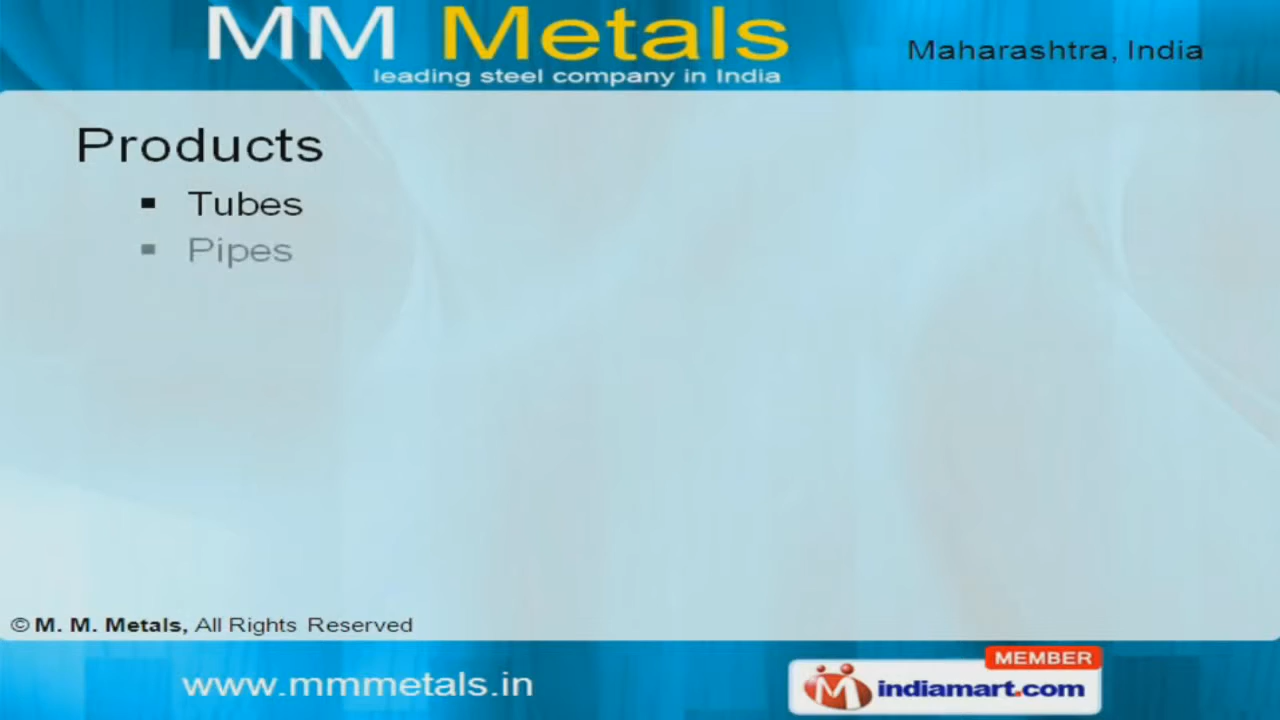 MM Metals
leading steel company in India
Maharashtra, India
Products
▪ Tubes
▪ Pipes
© M. M. Metals, All Rights Reserved
www.mmmetals.in
MEMBER
indiamart.com